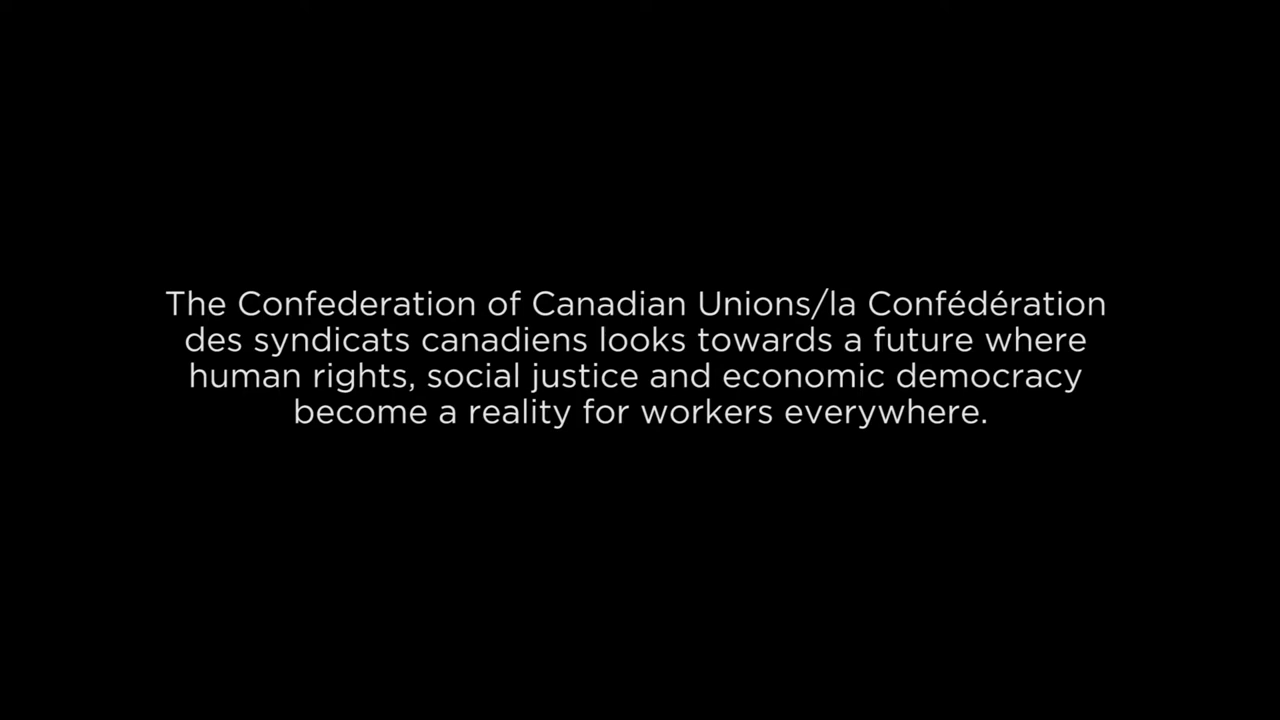 The Confederation of Canadian Unions/la Confédération
des syndicats canadiens looks towards a future where
human rights, social justice and economic democracy
become a reality for workers everywhere.